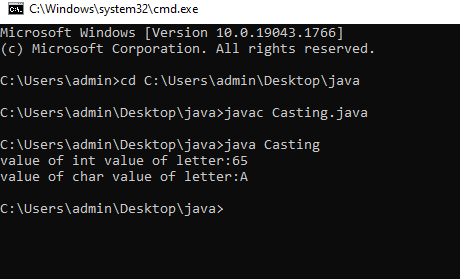 C:\Windows\system32\cmd.exe
Microsoft Windows [Version 10.0.19043.1766]
(c) Microsoft Corporation. All rights reserved.
C:\Users\admin>cd C:\Users\admin\Desktop\java
C:\Users\admin\Desktop\java>javac Casting.java
C:\Users\admin\Desktop\java>java Casting
value of int value of letter:65
value of char value of letter:A
C:\Users\admin\Desktop\java>